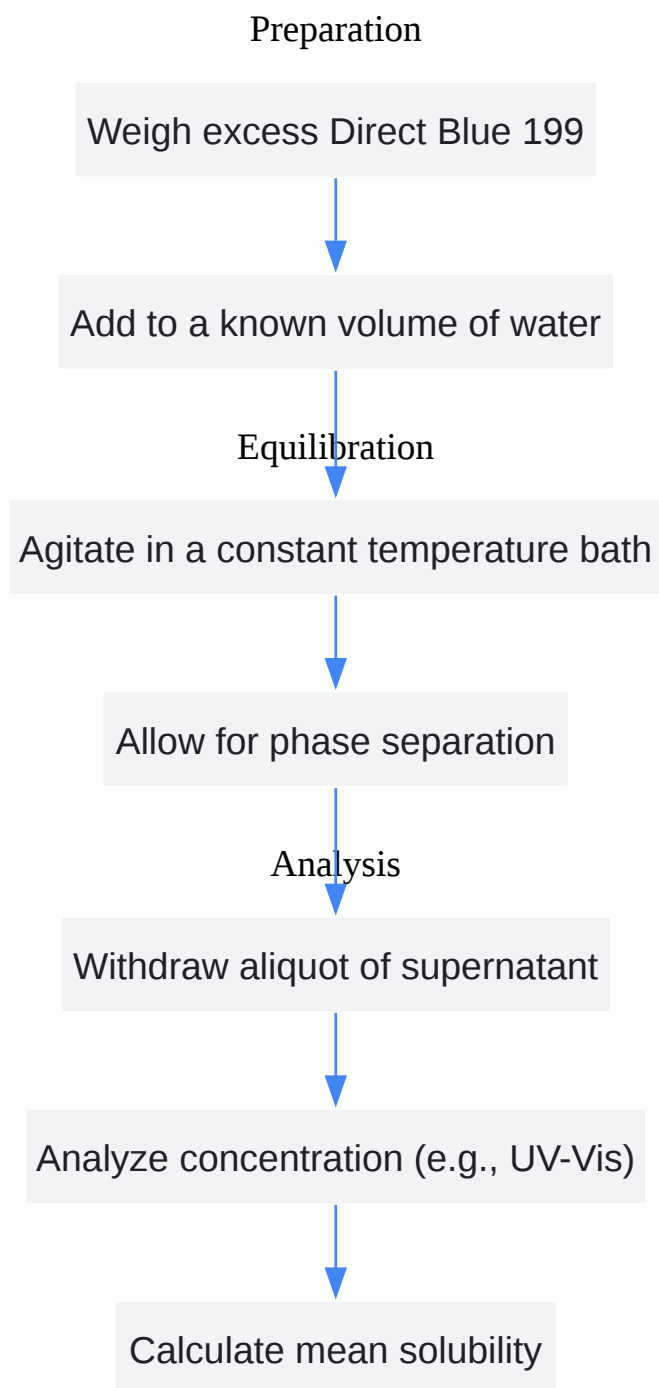 Preparation
Weigh excess Direct Blue 199
Add to a known volume of water
Equilibration
Agitate in a constant temperature bath
Allow for phase separation
Analysis
Withdraw aliquot of supernatant
Analyze concentration (e.g., UV-Vis)
Calculate mean solubility